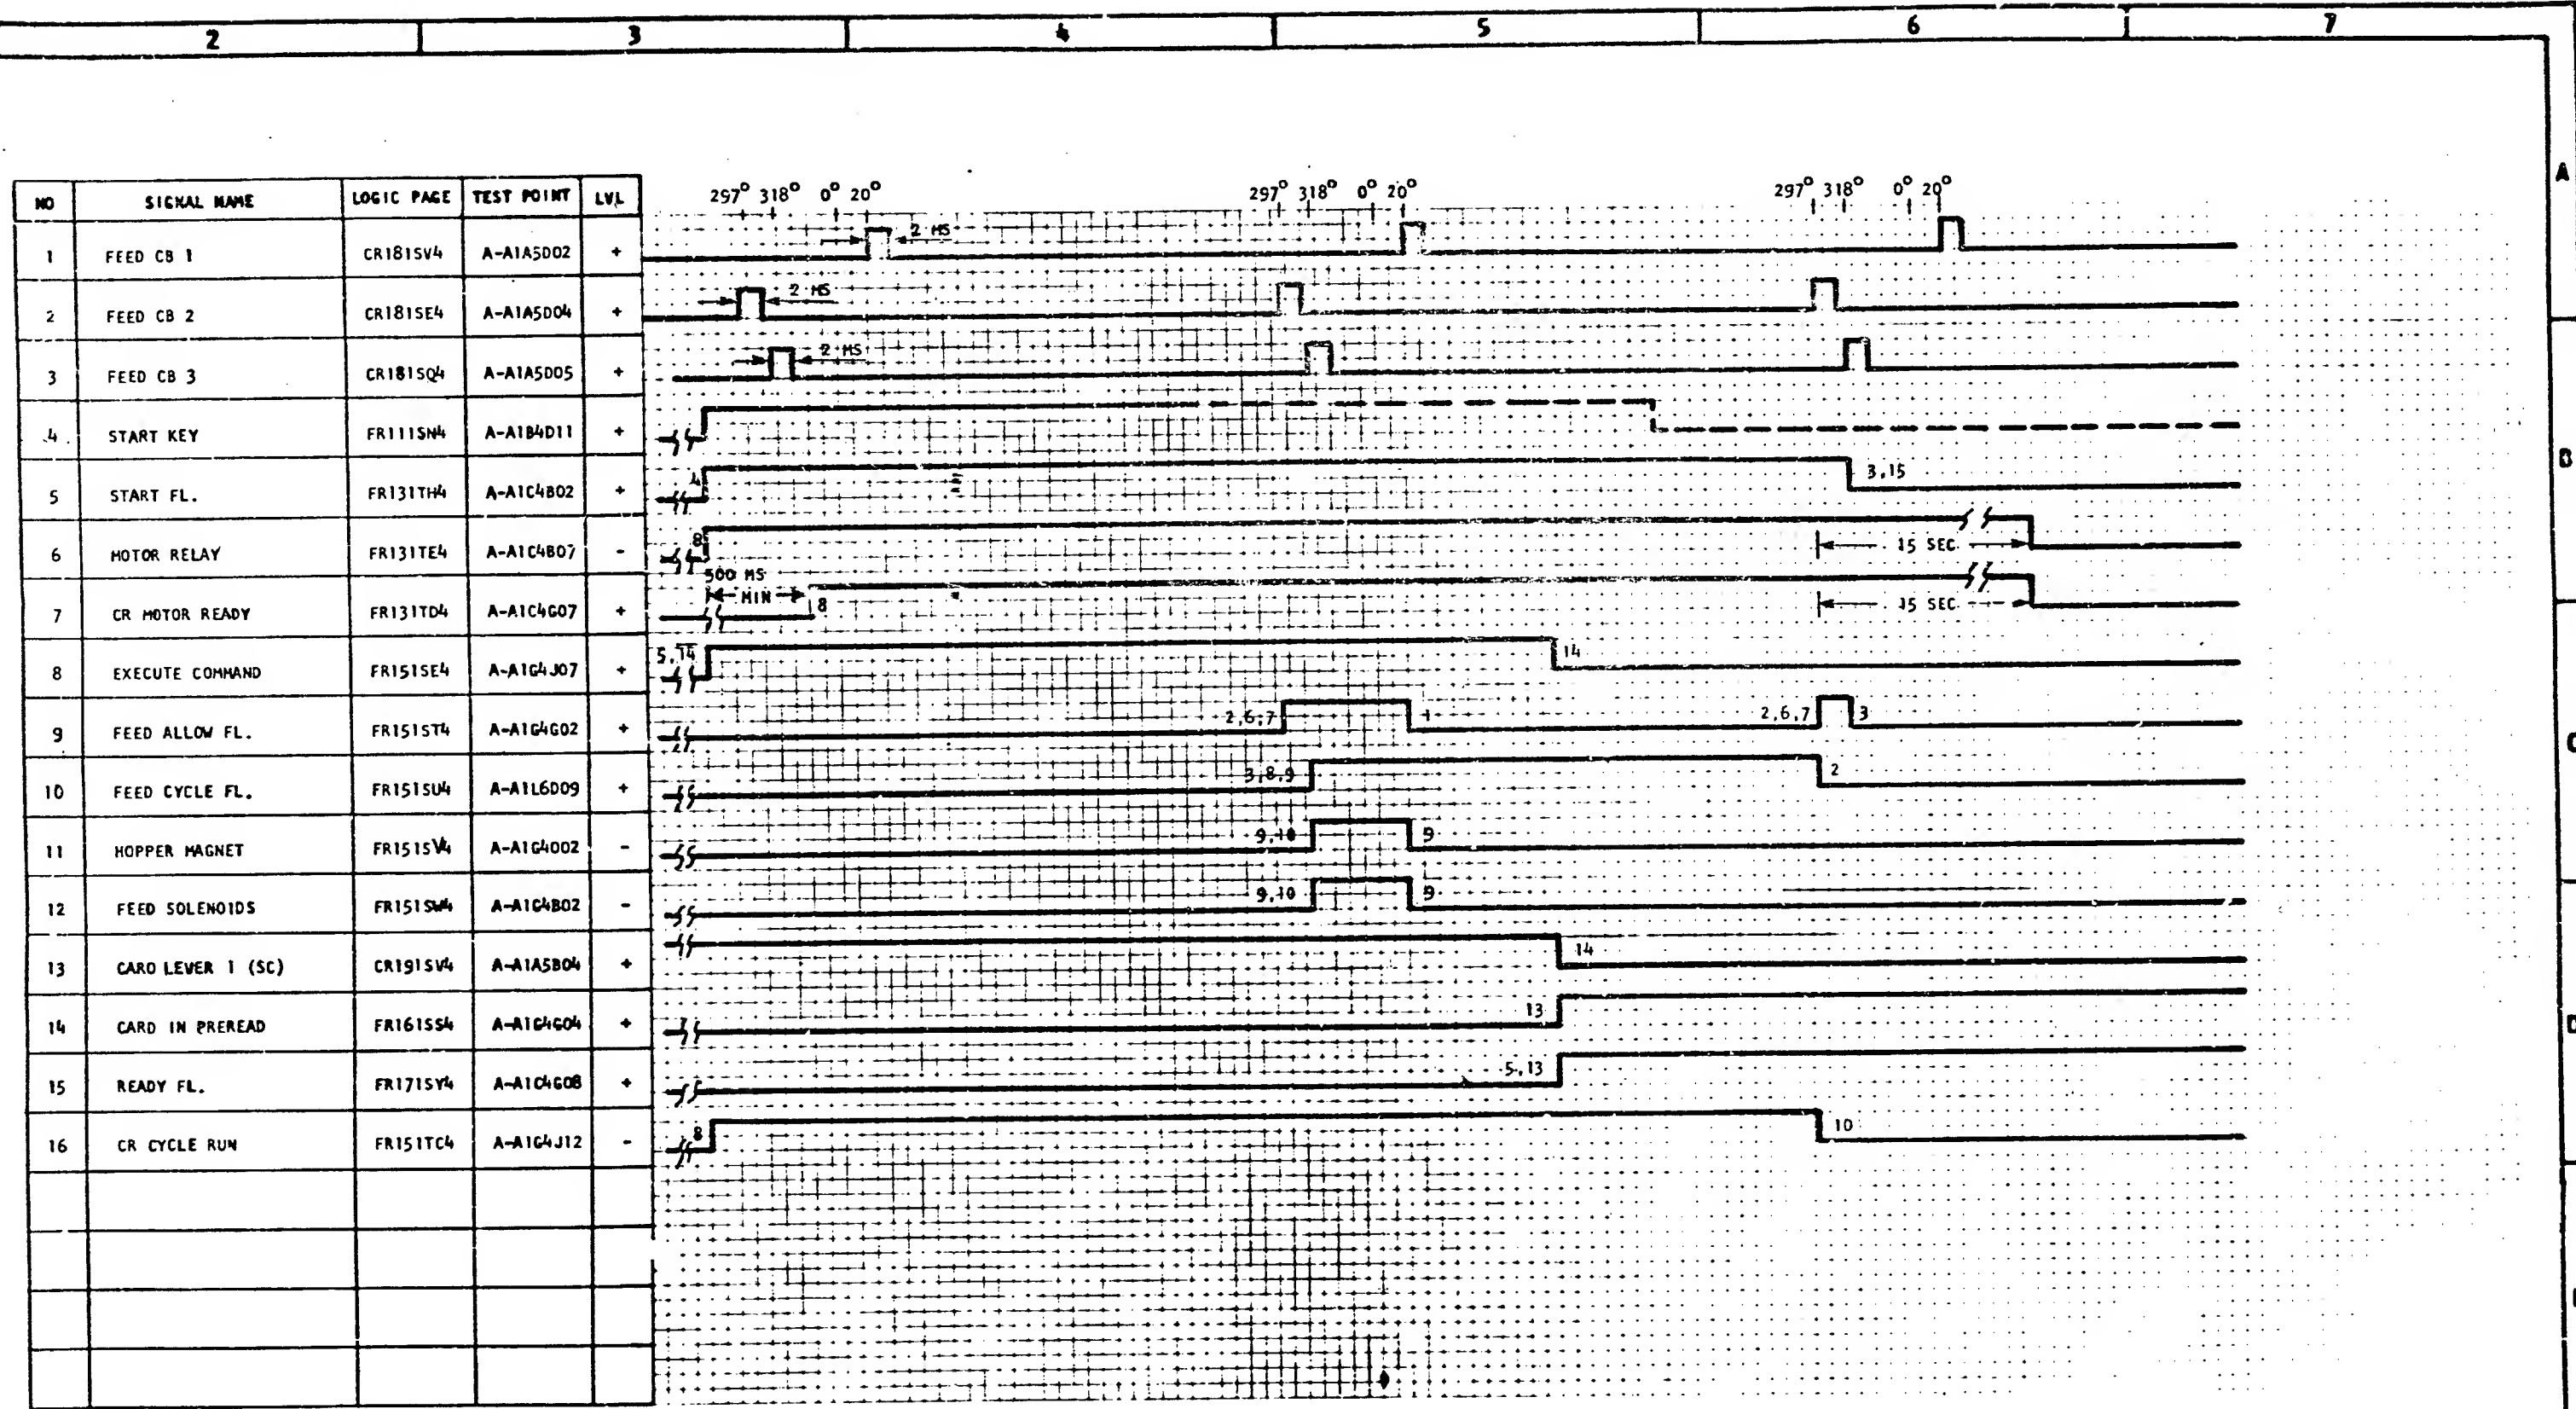 2 3 4 5 6 7
A
NO SIGNAL NAME LOGIC PAGE TEST POINT LVL
297° 318° 0° 20° 297° 318° 0° 20° 297° 318° 0° 20°
1 FEED CB 1 CR181SV4 A-A1A5D02 + 2 MS
2 FEED CB 2 CR181SE4 A-A1A5D04 + 2 MS
3 FEED CB 3 CR181SQ4 A-A1A5D05 + 2 MS
4 START KEY FR111SN4 A-A1B4D11 +
B
5 START FL. FR131TH4 A-A1C4B02 + 4 3,15
6 MOTOR RELAY FR131TE4 A-A1C4B07 - 8 15 SEC
7 CR MOTOR READY FR131TD4 A-A1C4G07 + 500 MS MIN 8 15 SEC
8 EXECUTE COMMAND FR151SE4 A-A1G4J07 + 5,14 14
9 FEED ALLOW FL. FR151ST4 A-A1G4G02 + 2,6,7 1 2,6,7 3
C
10 FEED CYCLE FL. FR151SU4 A-A1L6D09 + 3,8,9 2
11 HOPPER MAGNET FR151SV4 A-A1G4D02 - 9,10 9
12 FEED SOLENOIDS FR151SW4 A-A1G4B02 - 9,10 9
13 CARD LEVER 1 (SC) CR191SV4 A-A1A5B04 + 14
14 CARD IN PREREAD FR161SS4 A-A1G4G04 + 13
D
15 READY FL. FR171SY4 A-A1C4G08 + 5,13
16 CR CYCLE RUN FR151TC4 A-A1G4J12 - 8 10